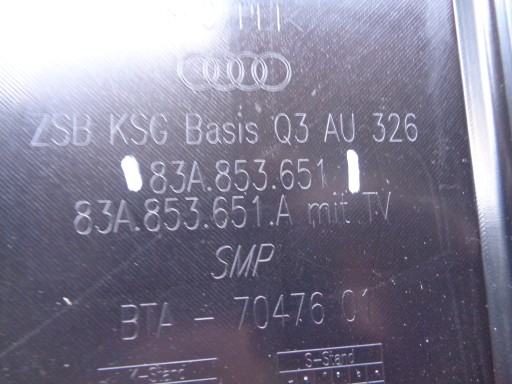 ZSB KSG Basis Q3 AU 326
83A.853.651
83A.853.651.A mit TV
SMP
BTA - 70476 01
S-Stand